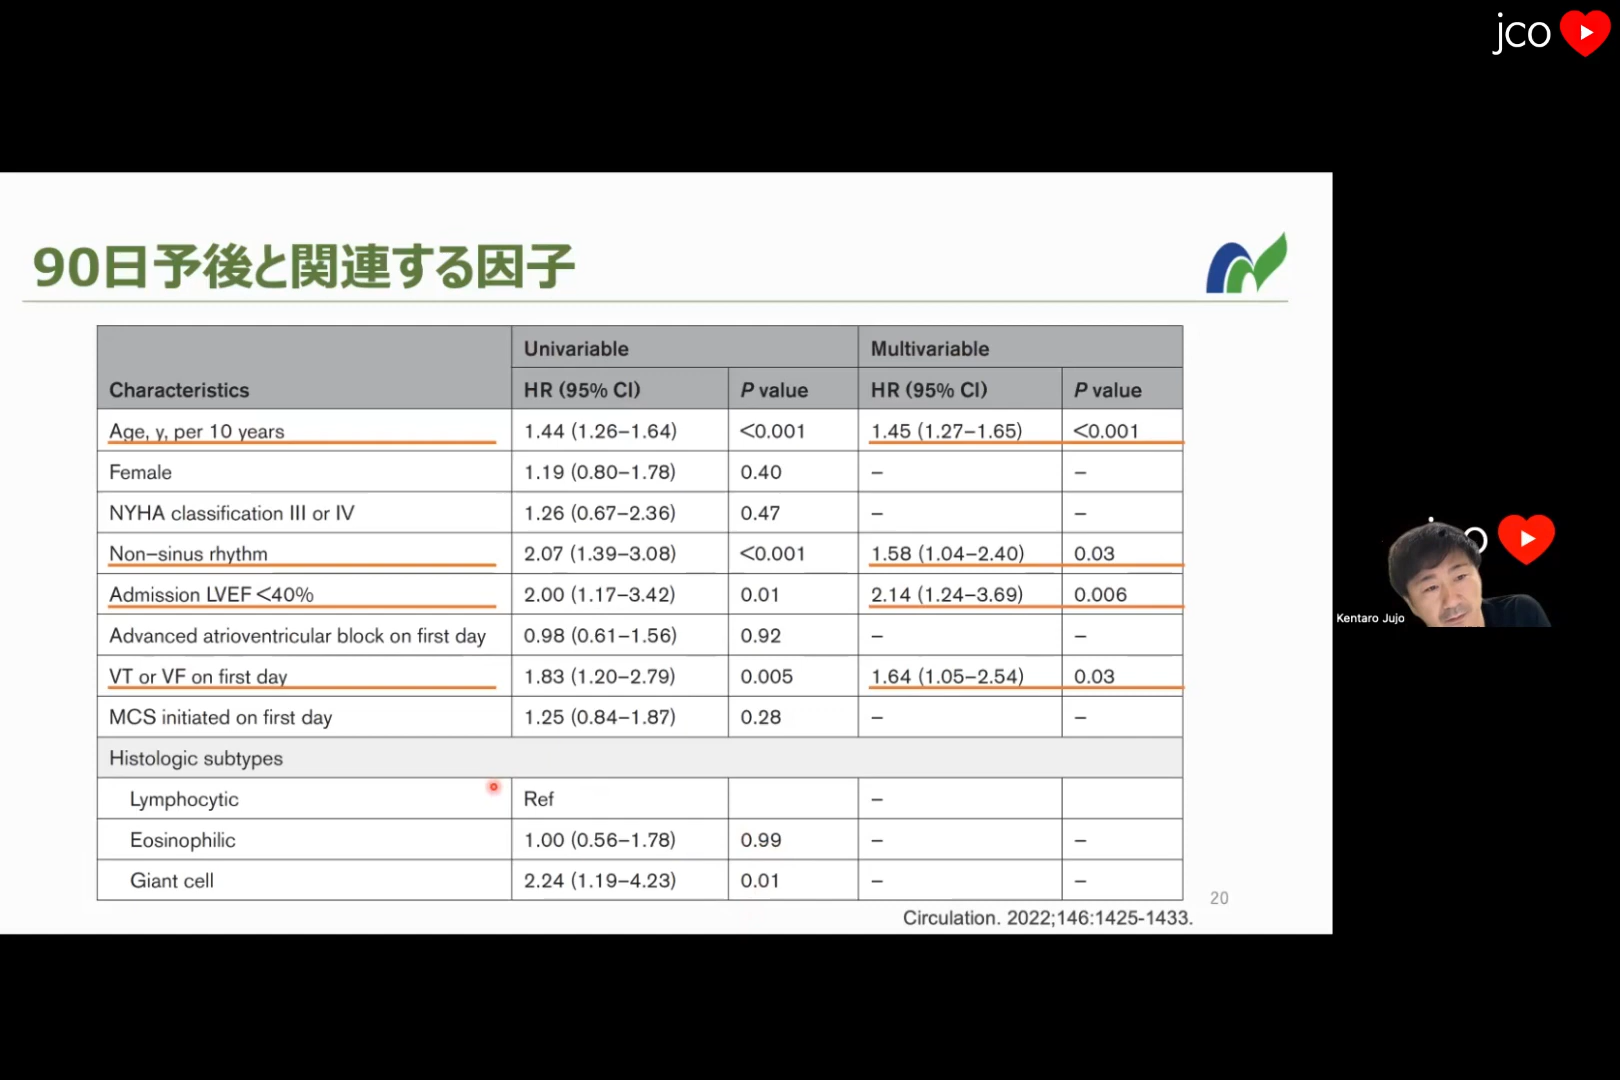 jco
90日予後と関連する因子
Characteristics Univariable Multivariable
HR (95% CI) P value HR (95% CI) P value
Age, y, per 10 years 1.44 (1.26–1.64) <0.001 1.45 (1.27–1.65) <0.001
Female 1.19 (0.80–1.78) 0.40 – –
NYHA classification III or IV 1.26 (0.67–2.36) 0.47 – –
Non–sinus rhythm 2.07 (1.39–3.08) <0.001 1.58 (1.04–2.40) 0.03
Admission LVEF <40% 2.00 (1.17–3.42) 0.01 2.14 (1.24–3.69) 0.006
Advanced atrioventricular block on first day 0.98 (0.61–1.56) 0.92 – –
VT or VF on first day 1.83 (1.20–2.79) 0.005 1.64 (1.05–2.54) 0.03
MCS initiated on first day 1.25 (0.84–1.87) 0.28 – –
Histologic subtypes
Lymphocytic Ref –
Eosinophilic 1.00 (0.56–1.78) 0.99 – –
Giant cell 2.24 (1.19–4.23) 0.01 – –
20
Circulation. 2022;146:1425-1433.
Kentaro Jujo